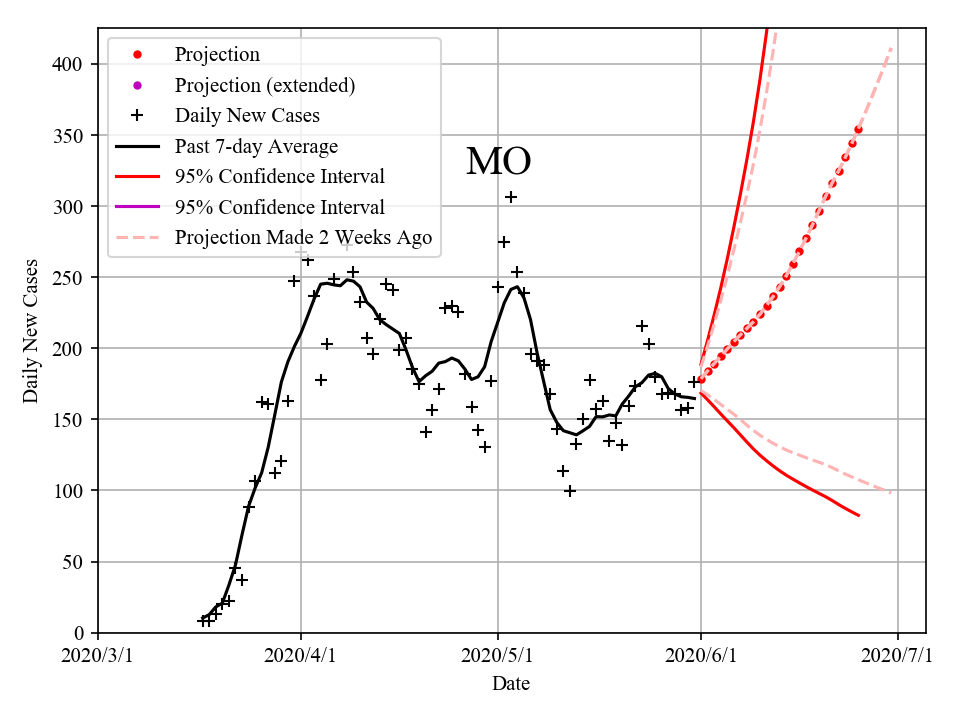 400
350
300
250
200
150
100
50
0
Daily New Cases
Projection
Projection (extended)
Daily New Cases
Past 7-day Average
95% Confidence Interval
95% Confidence Interval
Projection Made 2 Weeks Ago
MO
2020/3/1 2020/4/1 2020/5/1 2020/6/1 2020/7/1
Date